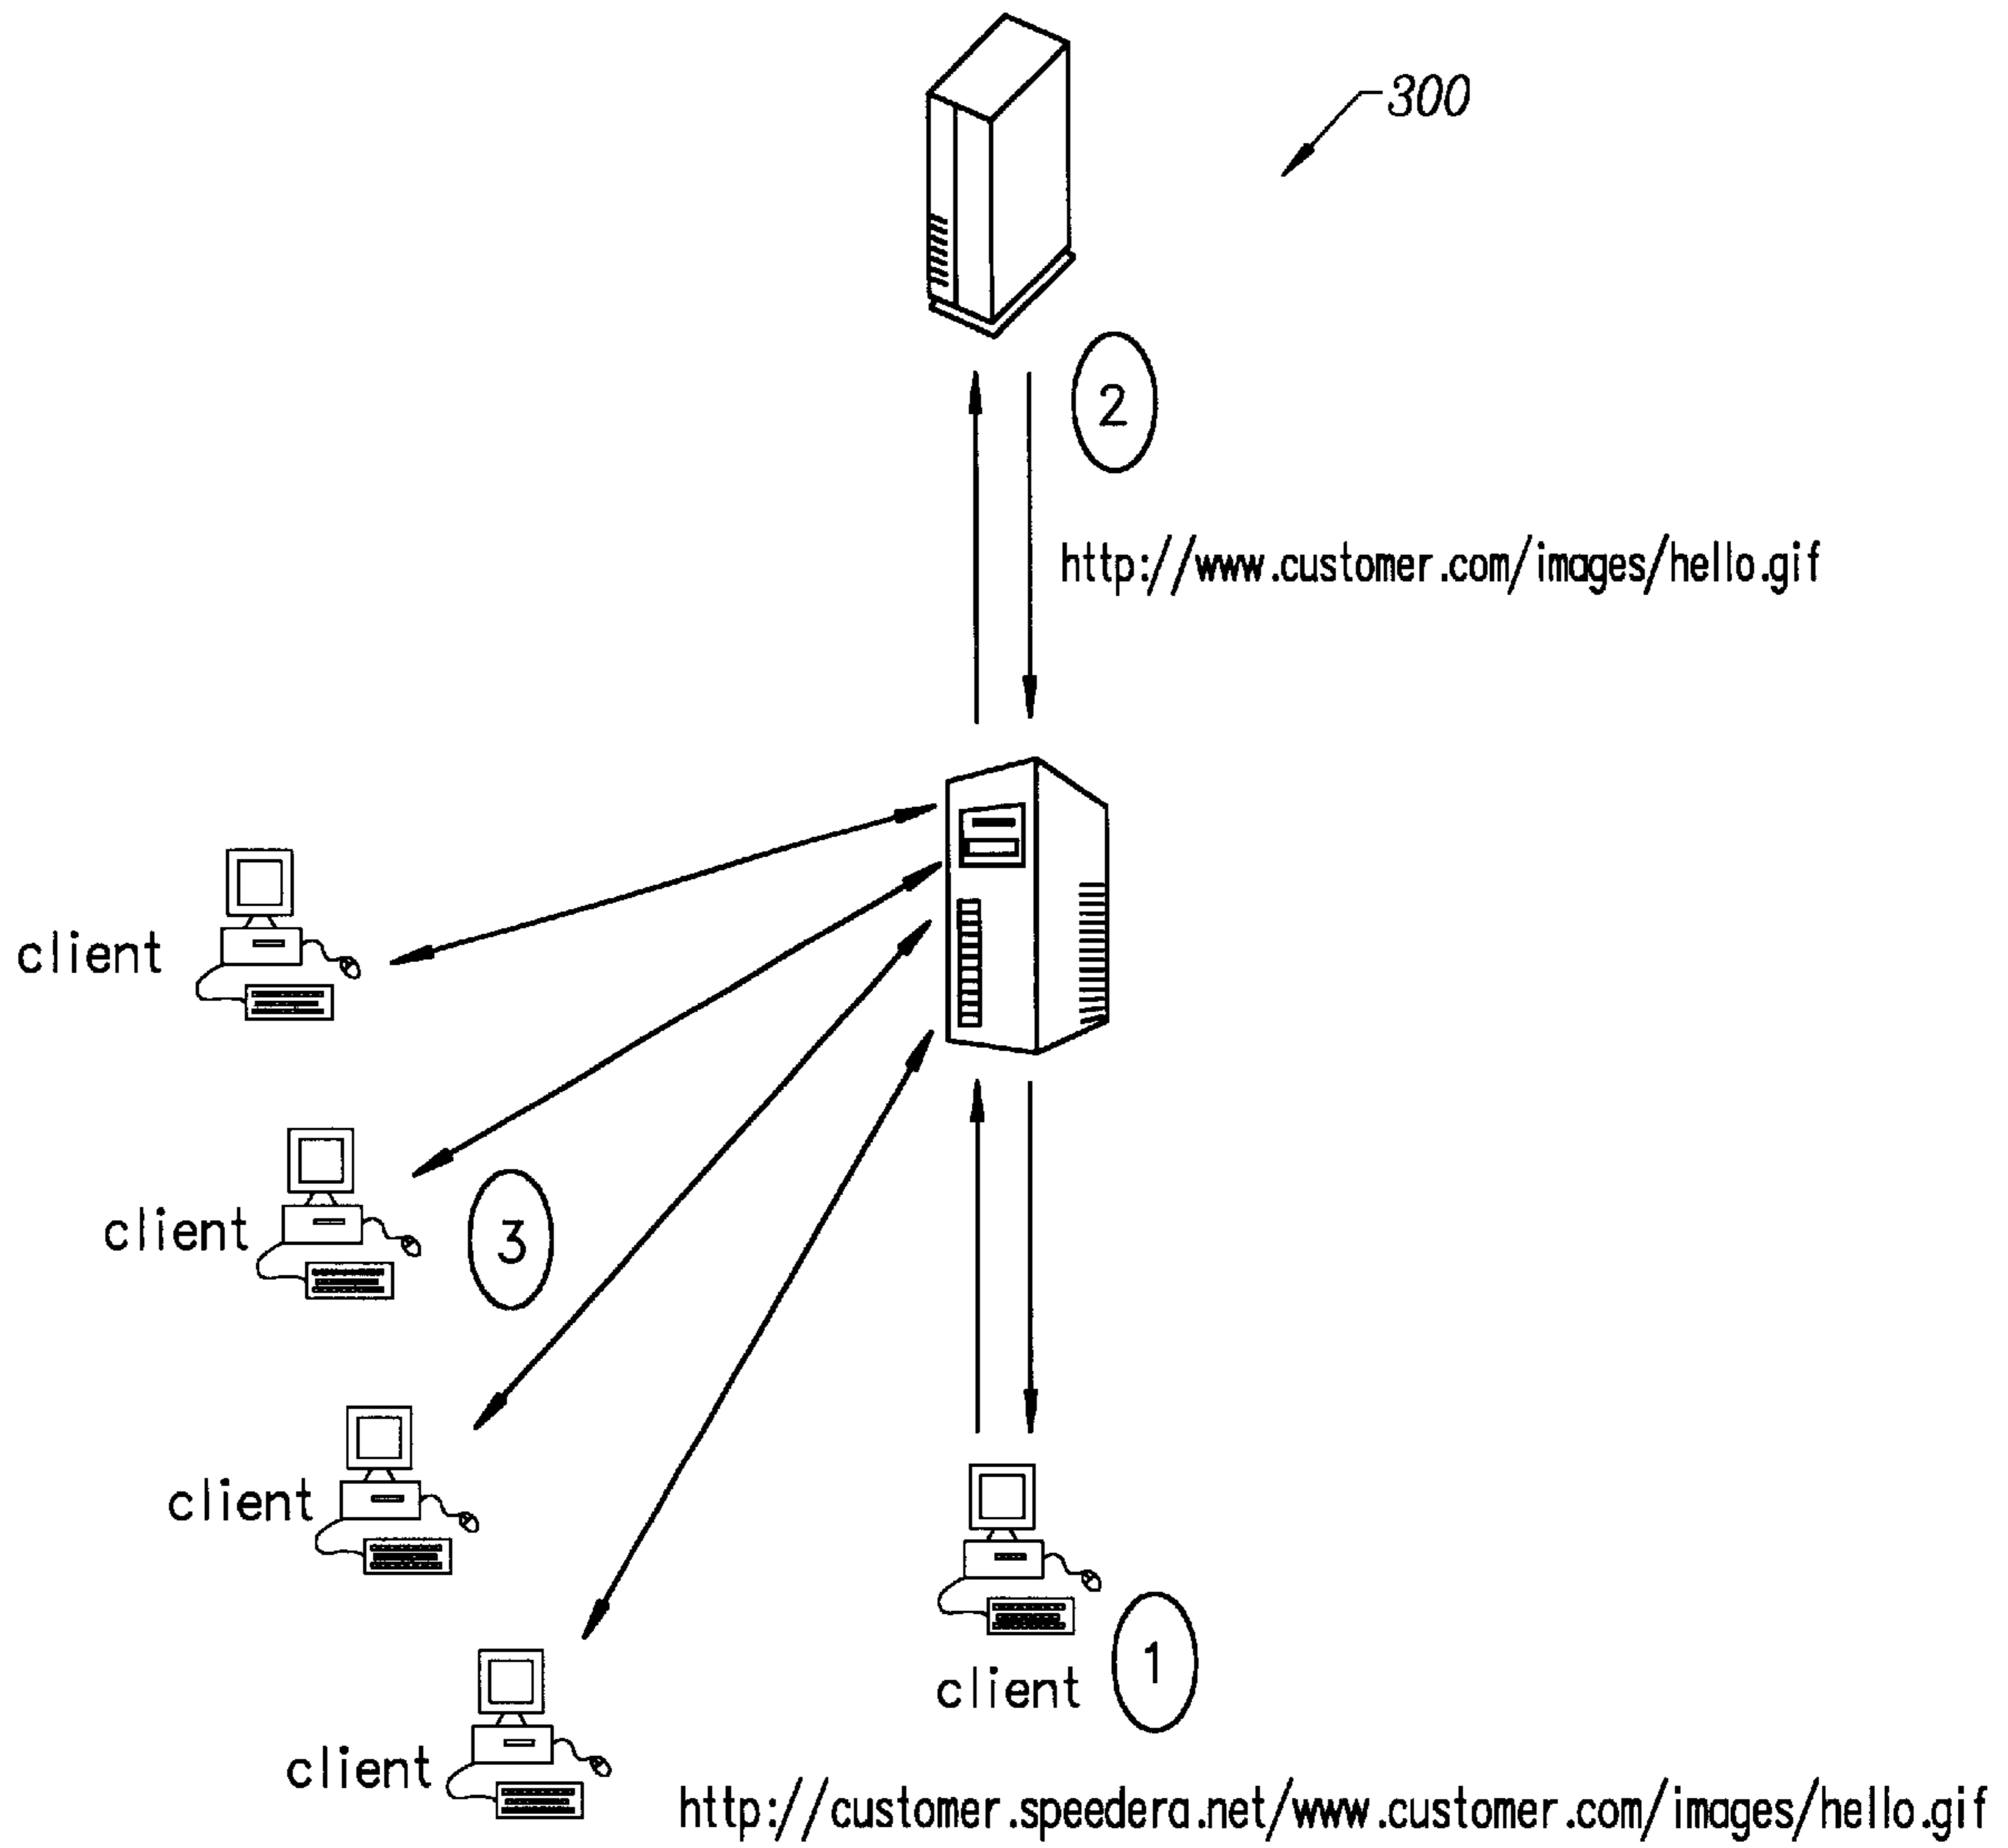 300
2
http://www.customer.com/images/hello.gif
client
client
3
client
client
1
client
http://customer.speedera.net/www.customer.com/images/hello.gif